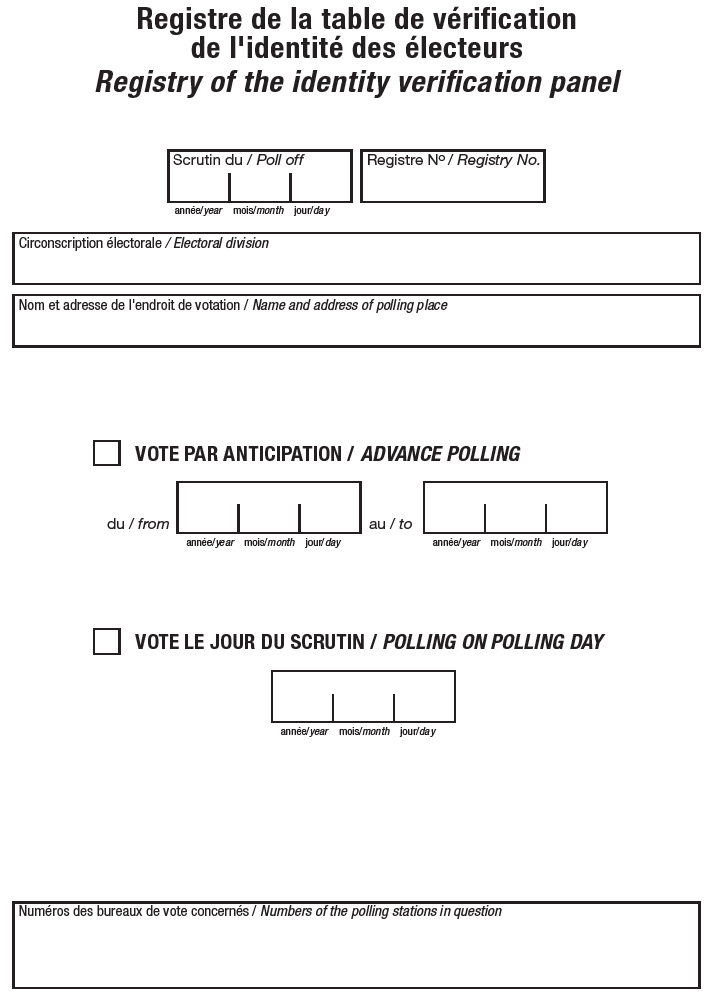 Registre de la table de vérification
de l'identité des électeurs
Registry of the identity verification panel
Scrutin du / Poll off
année/year mois/month jour/day
Registre Nº / Registry No.
Circonscription électorale / Electoral division
Nom et adresse de l'endroit de votation / Name and address of polling place
VOTE PAR ANTICIPATION / ADVANCE POLLING
du / from
année/year mois/month jour/day
au / to
année/year mois/month jour/day
VOTE LE JOUR DU SCRUTIN / POLLING ON POLLING DAY
année/year mois/month jour/day
Numéros des bureaux de vote concernés / Numbers of the polling stations in question